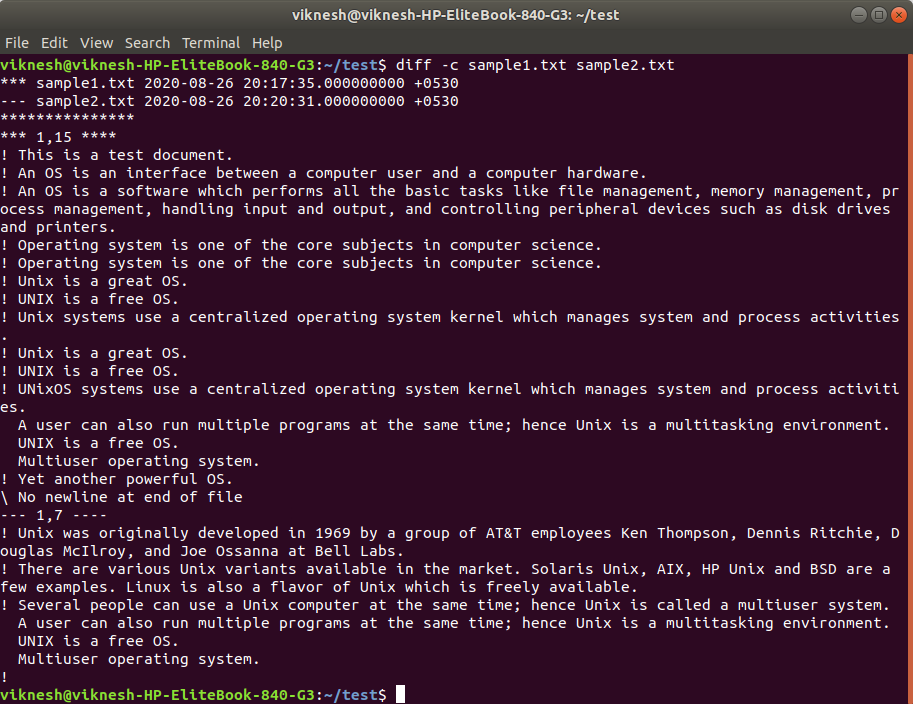 viknesh@viknesh-HP-EliteBook-840-G3: ~/test
File Edit View Search Terminal Help
viknesh@viknesh-HP-EliteBook-840-G3:~/test$ diff -c sample1.txt sample2.txt
*** sample1.txt 2020-08-26 20:17:35.000000000 +0530
--- sample2.txt 2020-08-26 20:20:31.000000000 +0530
***************
*** 1,15 ****
! This is a test document.
! An OS is an interface between a computer user and a computer hardware.
! An OS is a software which performs all the basic tasks like file management, memory management, pr
ocess management, handling input and output, and controlling peripheral devices such as disk drives
and printers.
! Operating system is one of the core subjects in computer science.
! Operating system is one of the core subjects in computer science.
! Unix is a great OS.
! UNIX is a free OS.
! Unix systems use a centralized operating system kernel which manages system and process activities
.
! Unix is a great OS.
! UNIX is a free OS.
! UNixOS systems use a centralized operating system kernel which manages system and process activiti
es.
  A user can also run multiple programs at the same time; hence Unix is a multitasking environment.
  UNIX is a free OS.
  Multiuser operating system.
! Yet another powerful OS.
\ No newline at end of file
--- 1,7 ----
! Unix was originally developed in 1969 by a group of AT&T employees Ken Thompson, Dennis Ritchie, D
ouglas McIlroy, and Joe Ossanna at Bell Labs.
! There are various Unix variants available in the market. Solaris Unix, AIX, HP Unix and BSD are a
few examples. Linux is also a flavor of Unix which is freely available.
! Several people can use a Unix computer at the same time; hence Unix is called a multiuser system.
  A user can also run multiple programs at the same time; hence Unix is a multitasking environment.
  UNIX is a free OS.
  Multiuser operating system.
!
viknesh@viknesh-HP-EliteBook-840-G3:~/test$